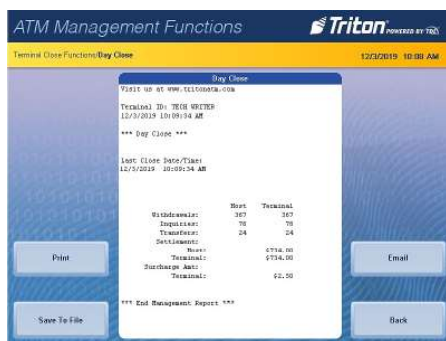 ATM Management Functions
Triton POWERED BY
Terminal Close Functions/Day Close
12/3/2019 10:08 AM
Day Close
Visit us at www.tritonatm.com
Terminal ID: TECH WRITER
12/3/2019 10:09:34 AM
*** Day Close ***
Last Close Date/Time:
12/3/2019 10:09:34 AM
Host Terminal
Withdrawals: 367 367
Inquiries: 78 78
Transfers: 24 24
Settlement:
Host: $734.00
Terminal: $734.00
Surcharge Amt:
Terminal: $2.50
*** End Management Report ***
Print
Email
Save To File
Back